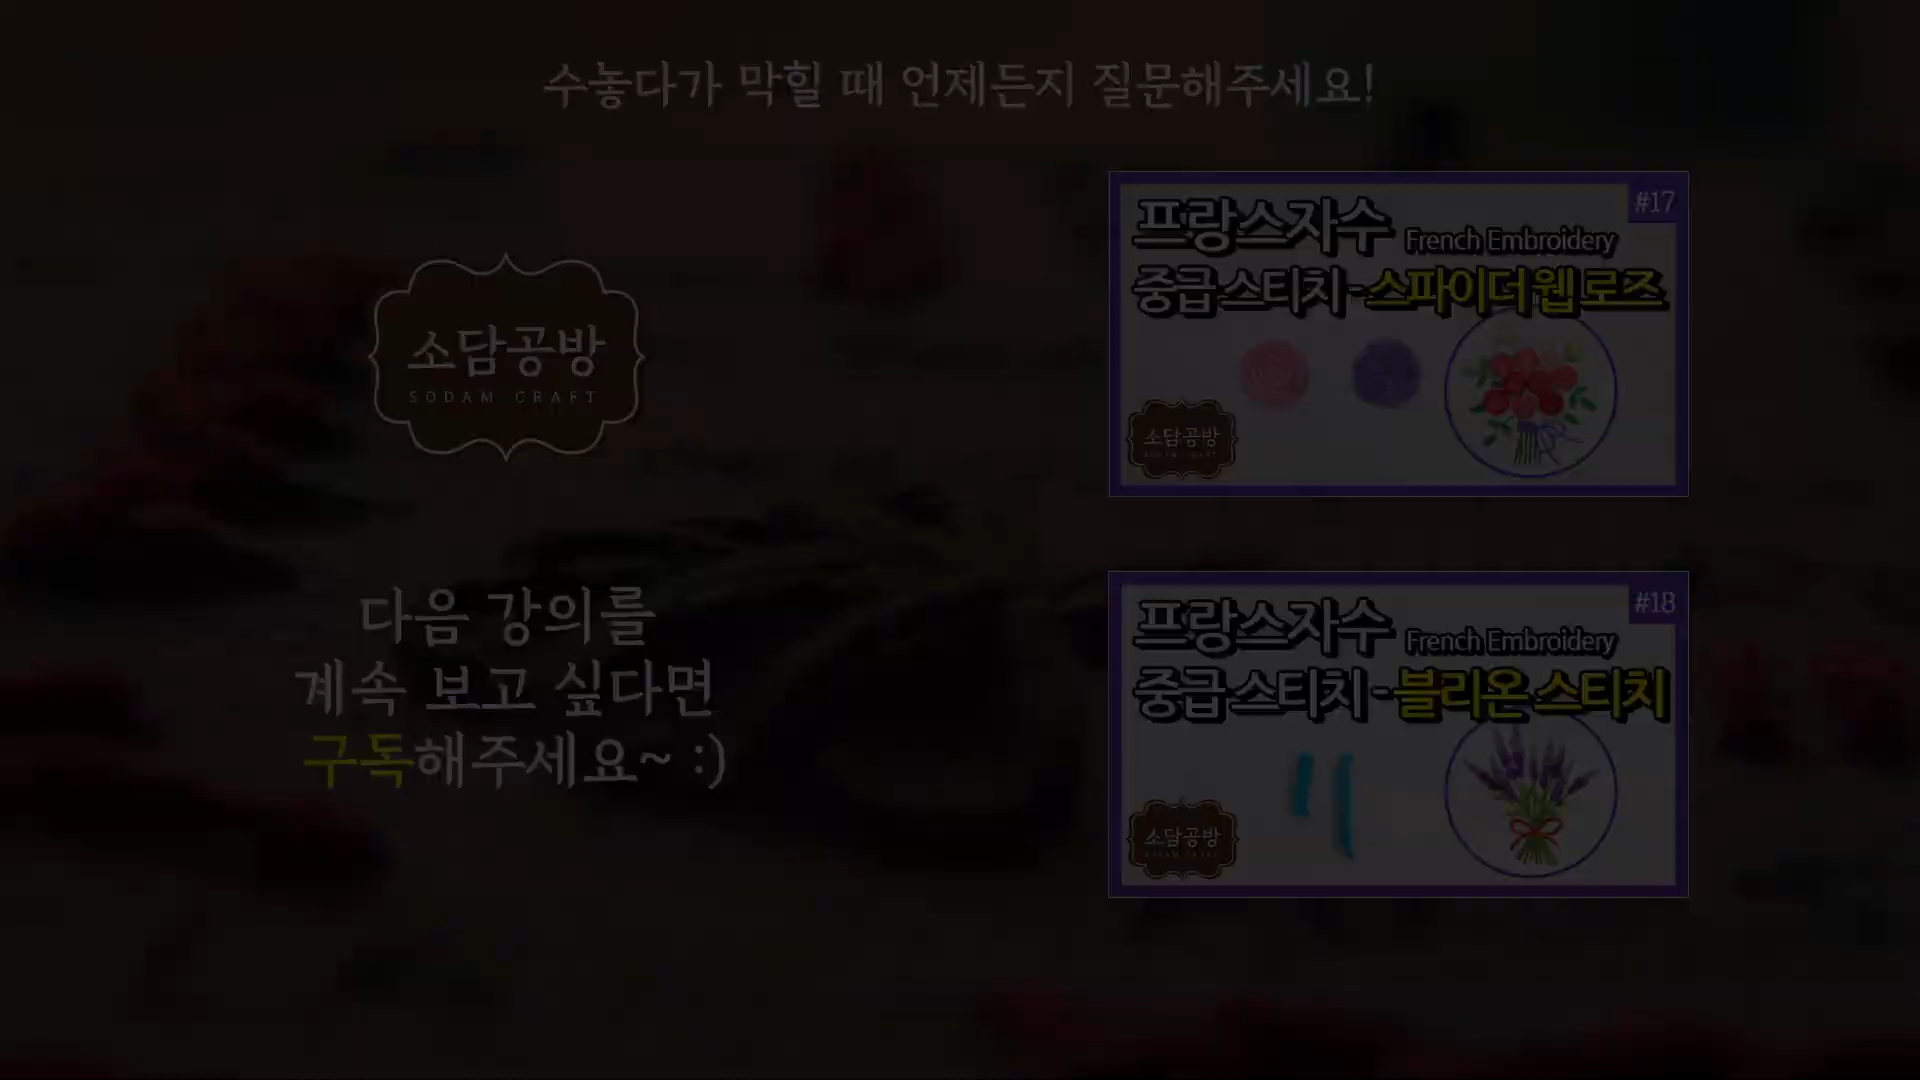 수놓다가 막힐 때 언제든지 질문해주세요!
소담공방
SODAM CRAFT
다음 강의를
계속 보고 싶다면
구독해주세요~ :)
#17
프랑스자수 French Embroidery
중급 스티치 - 스파이더 웹 로즈
소담공방
#18
프랑스자수 French Embroidery
중급 스티치 - 블리온 스티치
소담공방